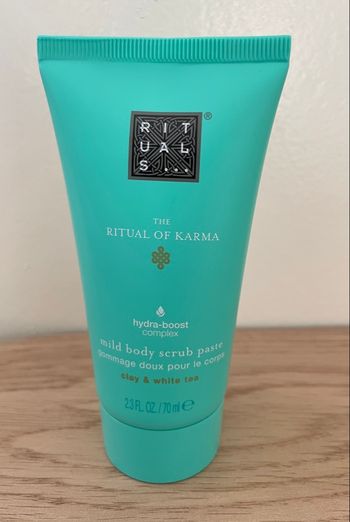 RIT
UAL
S...®
THE
RITUAL OF KARMA
hydra-boost
complex
mild body scrub paste
gommage doux pour le corps
clay & white tea
2.3 FL. OZ. / 70 ml ℮